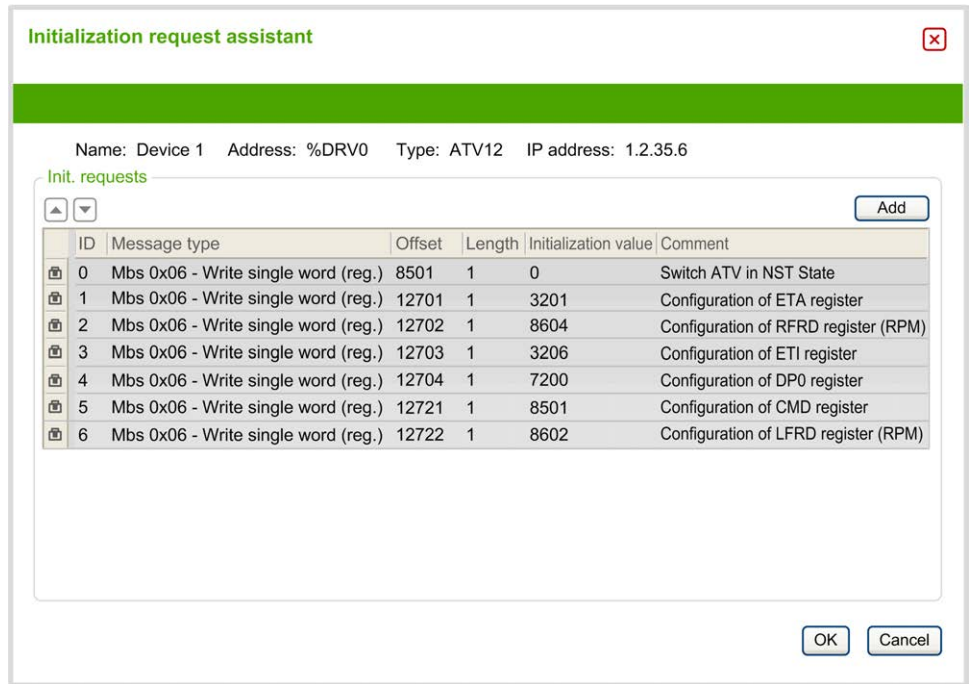 Initialization request assistant
Name: Device 1 Address: %DRV0 Type: ATV12 IP address: 1.2.35.6
Init. requests
Add
ID Message type Offset Length Initialization value Comment
0 Mbs 0x06 - Write single word (reg.) 8501 1 0 Switch ATV in NST State
1 Mbs 0x06 - Write single word (reg.) 12701 1 3201 Configuration of ETA register
2 Mbs 0x06 - Write single word (reg.) 12702 1 8604 Configuration of RFRD register (RPM)
3 Mbs 0x06 - Write single word (reg.) 12703 1 3206 Configuration of ETI register
4 Mbs 0x06 - Write single word (reg.) 12704 1 7200 Configuration of DP0 register
5 Mbs 0x06 - Write single word (reg.) 12721 1 8501 Configuration of CMD register
6 Mbs 0x06 - Write single word (reg.) 12722 1 8602 Configuration of LFRD register (RPM)
OK Cancel